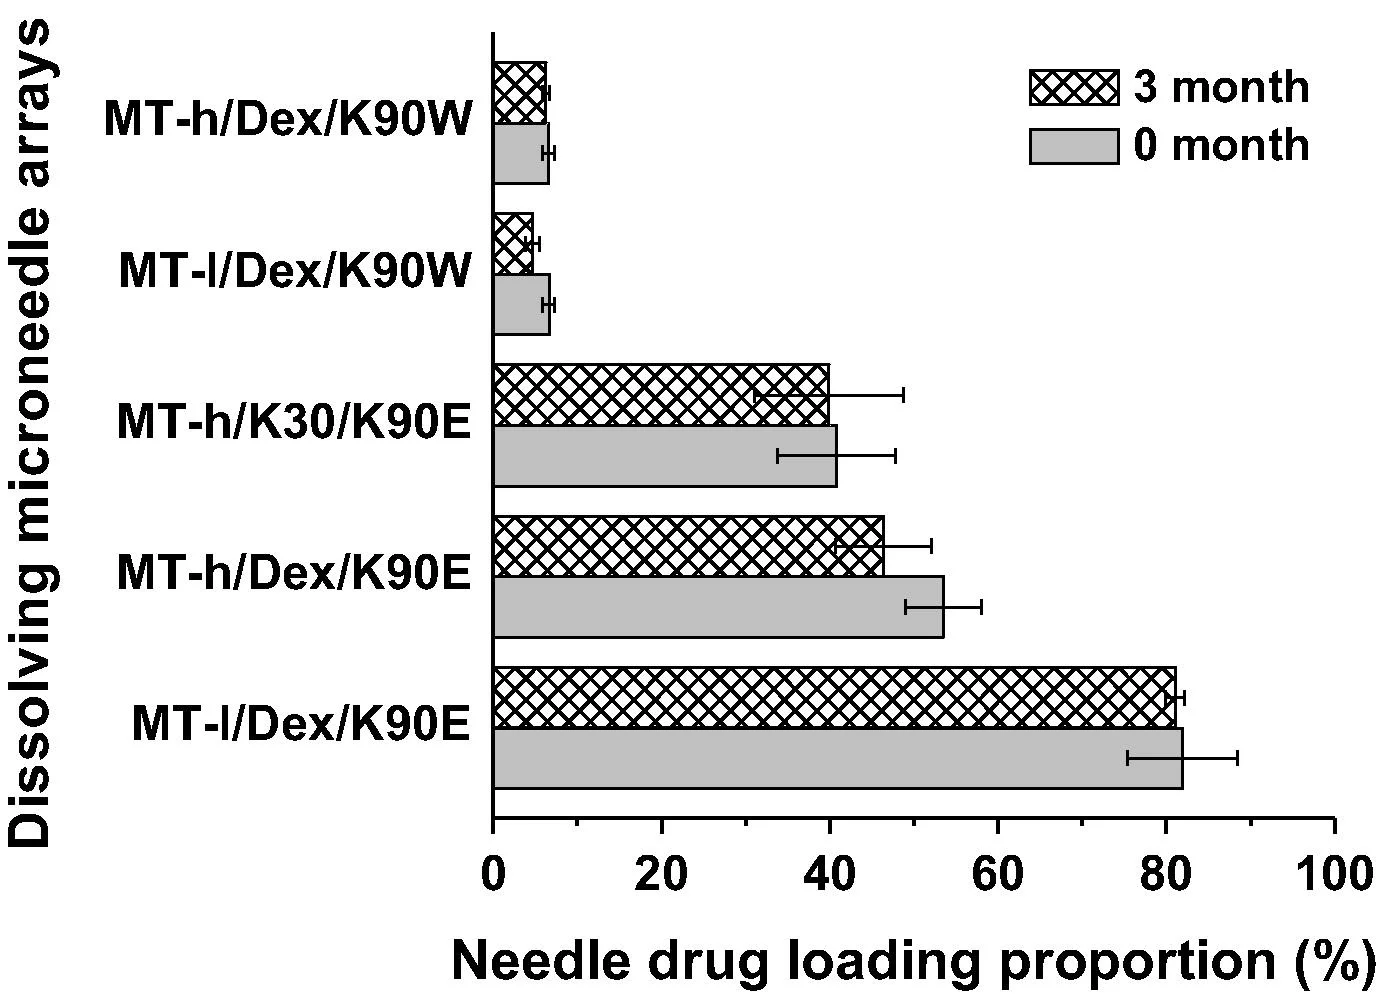 Dissolving microneedle arrays
3 month
0 month
MT-h/Dex/K90W
MT-l/Dex/K90W
MT-h/K30/K90E
MT-h/Dex/K90E
MT-l/Dex/K90E
0 20 40 60 80 100
Needle drug loading proportion (%)